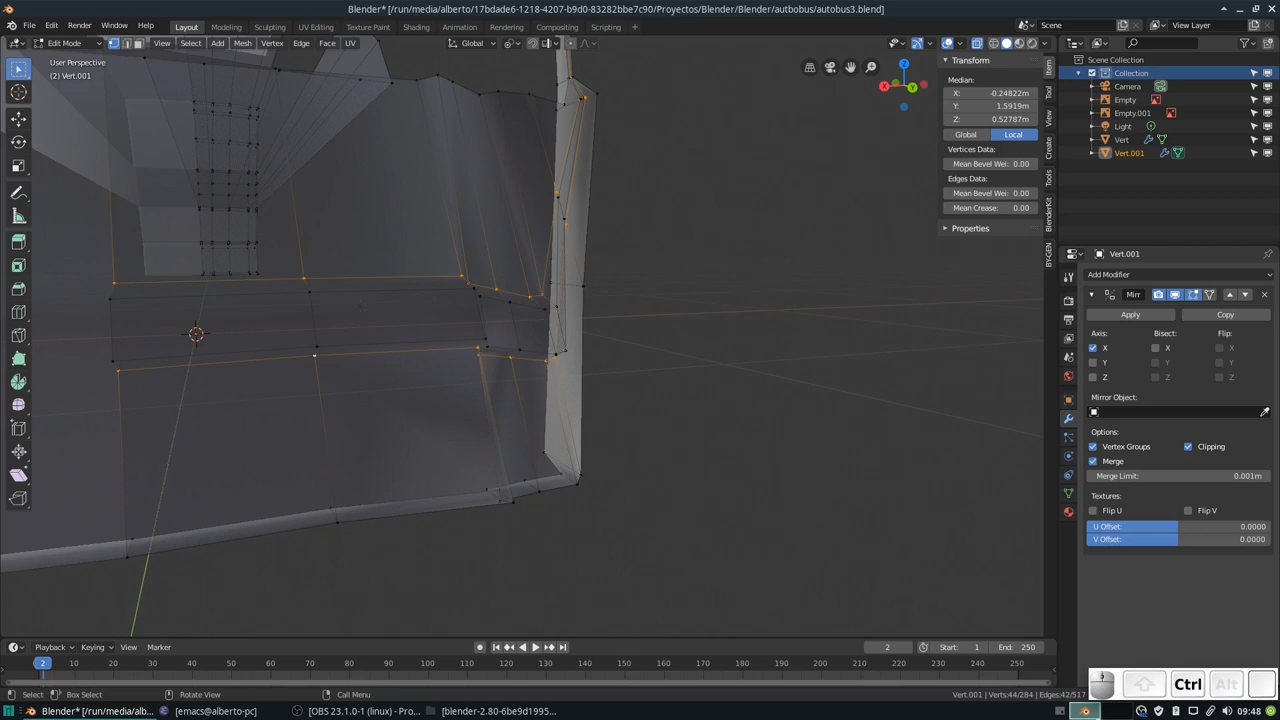 Blender* [/run/media/alberto/17bdade6-1218-4207-b9d0-83282bbe7c90/Proyectos/Blender/Blender/autbobus/autobus3.blend]
File Edit Render Window Help Layout Modeling Sculpting UV Editing Texture Paint Shading Animation Rendering Compositing Scripting Scene View Layer
Edit Mode View Select Add Mesh Vertex Edge Face UV Global
User Perspective
(2) Vert.001
Z
X
Y
Transform
Median:
X: -0.24822m
Y: 1.5919m
Z: 0.52787m
Global Local
Vertices Data:
Mean Bevel Wei: 0.00
Edges Data:
Mean Bevel Wei: 0.00
Mean Crease: 0.00
Properties
Item
Tool
View
Create
Tools
BlenderKit
BY-GEN
Scene Collection
Collection
Camera
Empty
Empty.001
Light
Vert
Vert.001
Vert.001
Add Modifier
Mirr
Apply Copy
Axis: Bisect: Flip:
X X X
Y Y Y
Z Z Z
Mirror Object:
Options:
Vertex Groups Clipping
Merge
Merge Limit: 0.001m
Textures:
Flip U Flip V
U Offset: 0.0000
V Offset: 0.0000
Playback Keying View Marker 2 Start: 1 End: 250
2 10 20 30 40 50 60 70 80 90 100 110 120 130 140 150 160 170 180 190 200 210 220 230 240 250
Ctrl Alt
Select Box Select Rotate View Call Menu Vert.001 | Verts:44/284 | Edges:42/517
Blender* [/run/media/alberto/17... [emacs@alberto-pc] [OBS 23.1.0-1 (linux) - Pro... [blender-2.80-6be9d1995... 09:48